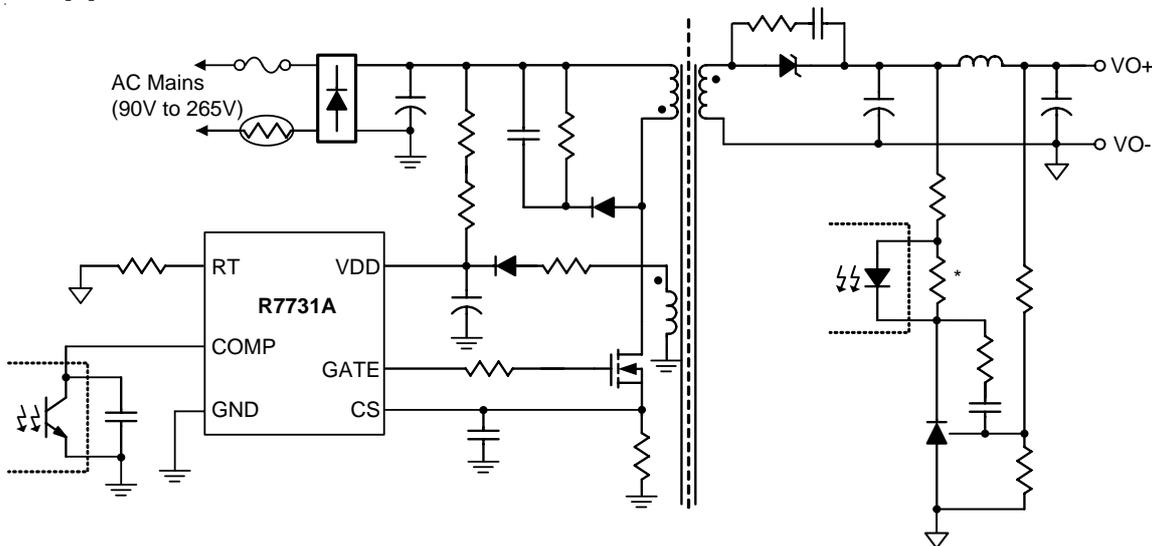 AC Mains
(90V to 265V)
VO+
VO-
RT
VDD
R7731A
*
COMP
GATE
GND
CS